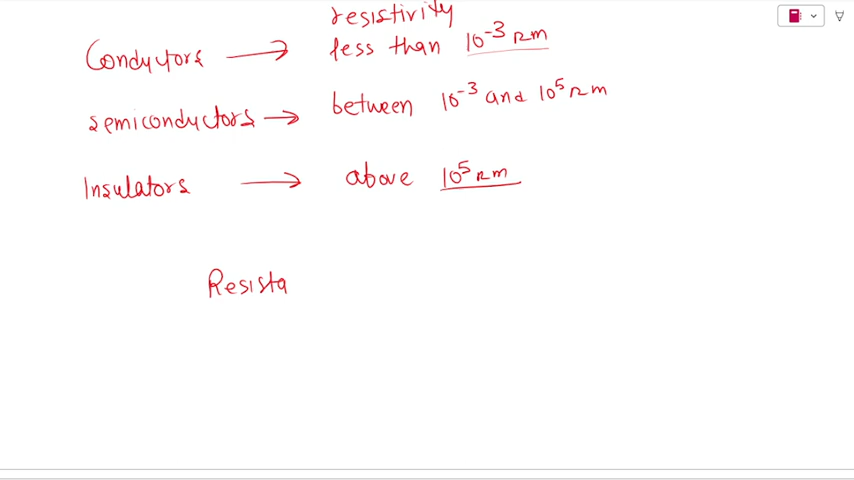 resistivity
Conductors → less than 10⁻³ Ωm
Semiconductors → between 10⁻³ and 10⁵ Ωm
Insulators → above 10⁵ Ωm
Resista